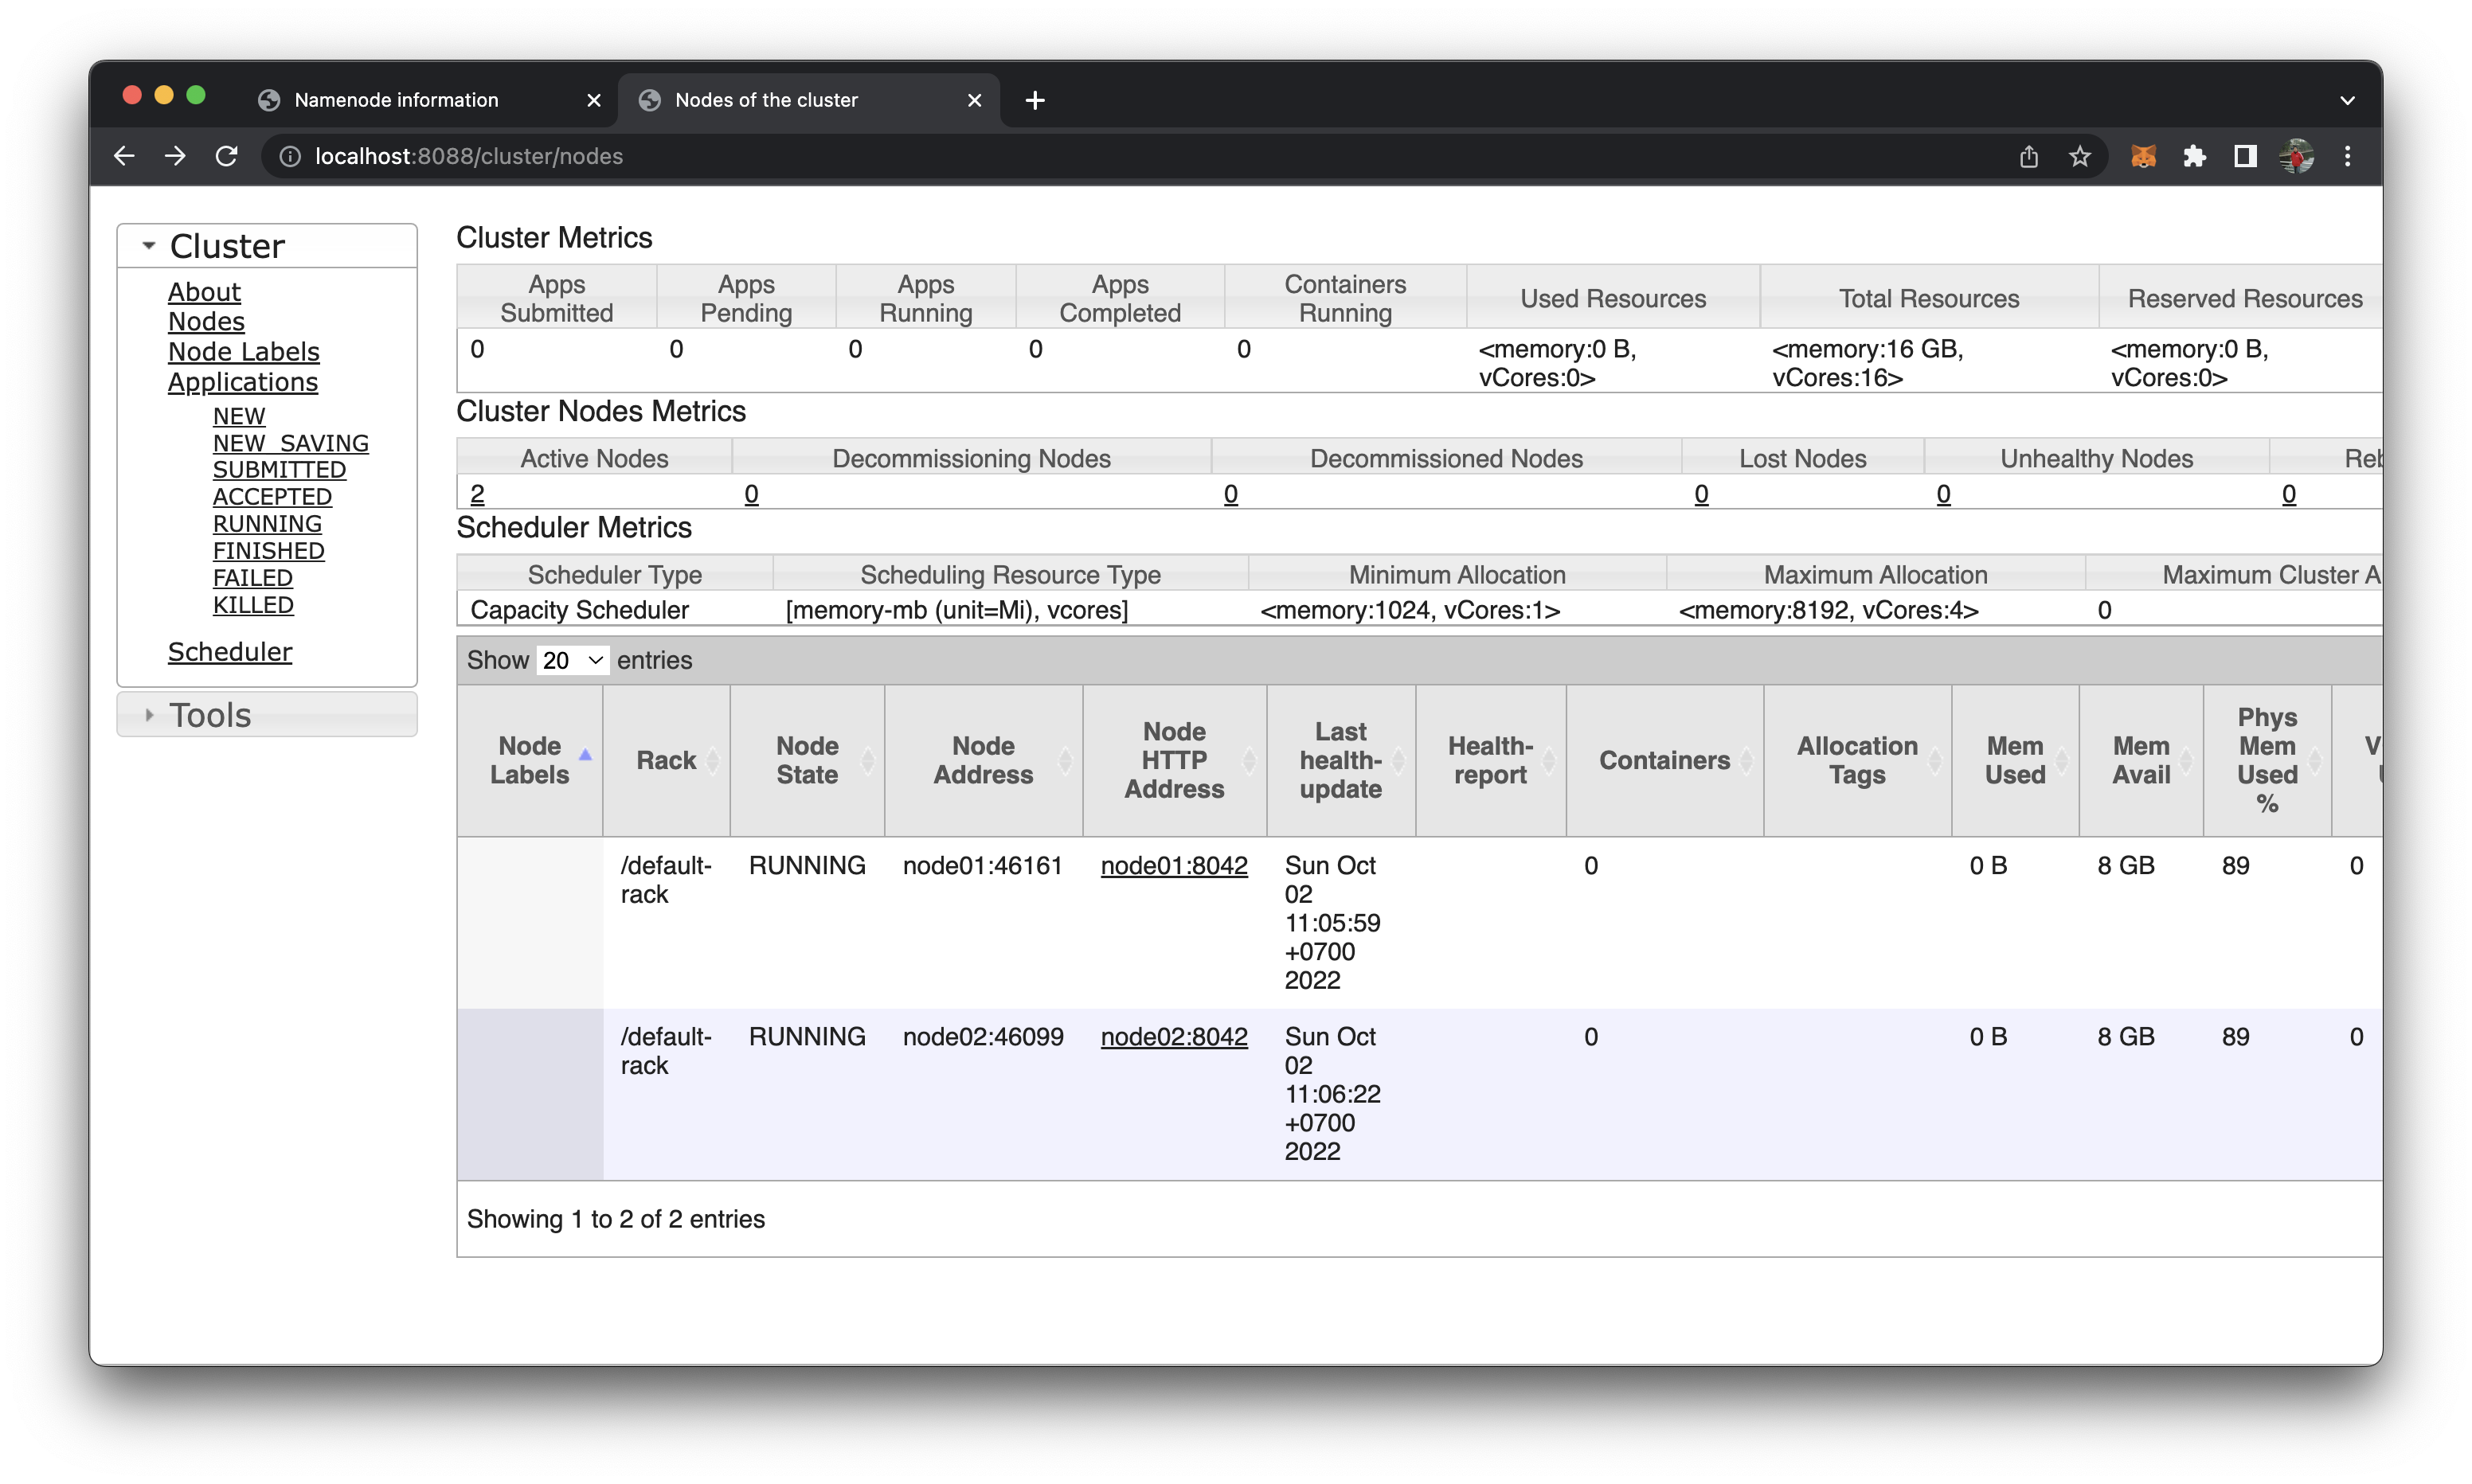 Namenode information
Nodes of the cluster
localhost:8088/cluster/nodes
Cluster
About
Nodes
Node Labels
Applications
NEW
NEW_SAVING
SUBMITTED
ACCEPTED
RUNNING
FINISHED
FAILED
KILLED
Scheduler
Tools
Cluster Metrics
Apps Submitted Apps Pending Apps Running Apps Completed Containers Running Used Resources Total Resources Reserved Resources
0 0 0 0 0 <memory:0 B, vCores:0> <memory:16 GB, vCores:16> <memory:0 B, vCores:0>
Cluster Nodes Metrics
Active Nodes Decommissioning Nodes Decommissioned Nodes Lost Nodes Unhealthy Nodes
2 0 0 0 0 0
Scheduler Metrics
Scheduler Type Scheduling Resource Type Minimum Allocation Maximum Allocation Maximum Cluster A
Capacity Scheduler [memory-mb (unit=Mi), vcores] <memory:1024, vCores:1> <memory:8192, vCores:4> 0
Show 20 entries
Node Labels Rack Node State Node Address Node HTTP Address Last health-update Health-report Containers Allocation Tags Mem Used Mem Avail Phys Mem Used %
/default-rack RUNNING node01:46161 node01:8042 Sun Oct 02 11:05:59 +0700 2022 0 0 B 8 GB 89 0
/default-rack RUNNING node02:46099 node02:8042 Sun Oct 02 11:06:22 +0700 2022 0 0 B 8 GB 89 0
Showing 1 to 2 of 2 entries